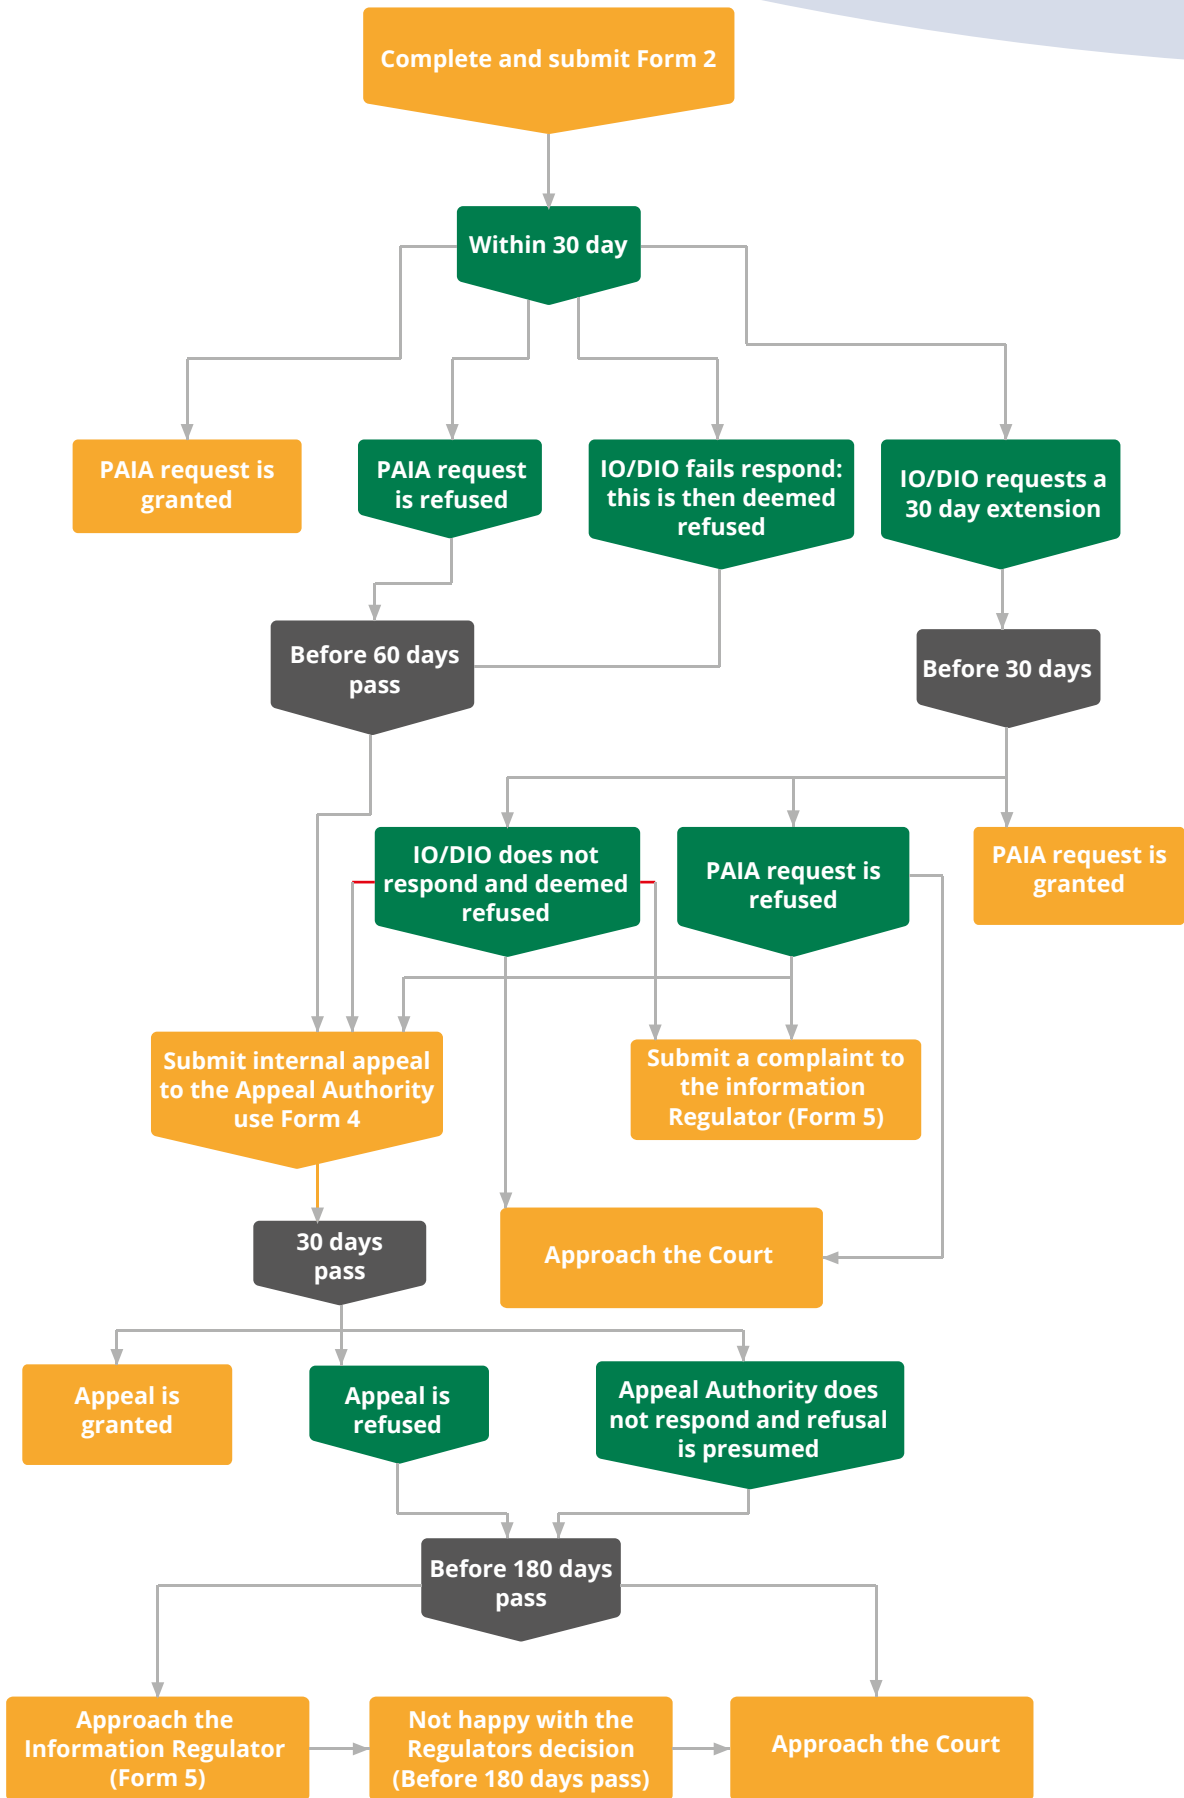 Complete and submit Form 2
Within 30 day
PAIA request is
granted
PAIA request
is refused
IO/DIO fails respond:
this is then deemed
refused
IO/DIO requests a
30 day extension
Before 60 days
pass
Before 30 days
IO/DIO does not
respond and deemed
refused
PAIA request is
refused
PAIA request is
granted
Submit internal appeal
to the Appeal Authority
use Form 4
Submit a complaint to
the information
Regulator (Form 5)
30 days
pass
Approach the Court
Appeal is
granted
Appeal is
refused
Appeal Authority does
not respond and refusal
is presumed
Before 180 days
pass
Approach the
Information Regulator
(Form 5)
Not happy with the
Regulators decision
(Before 180 days pass)
Approach the Court